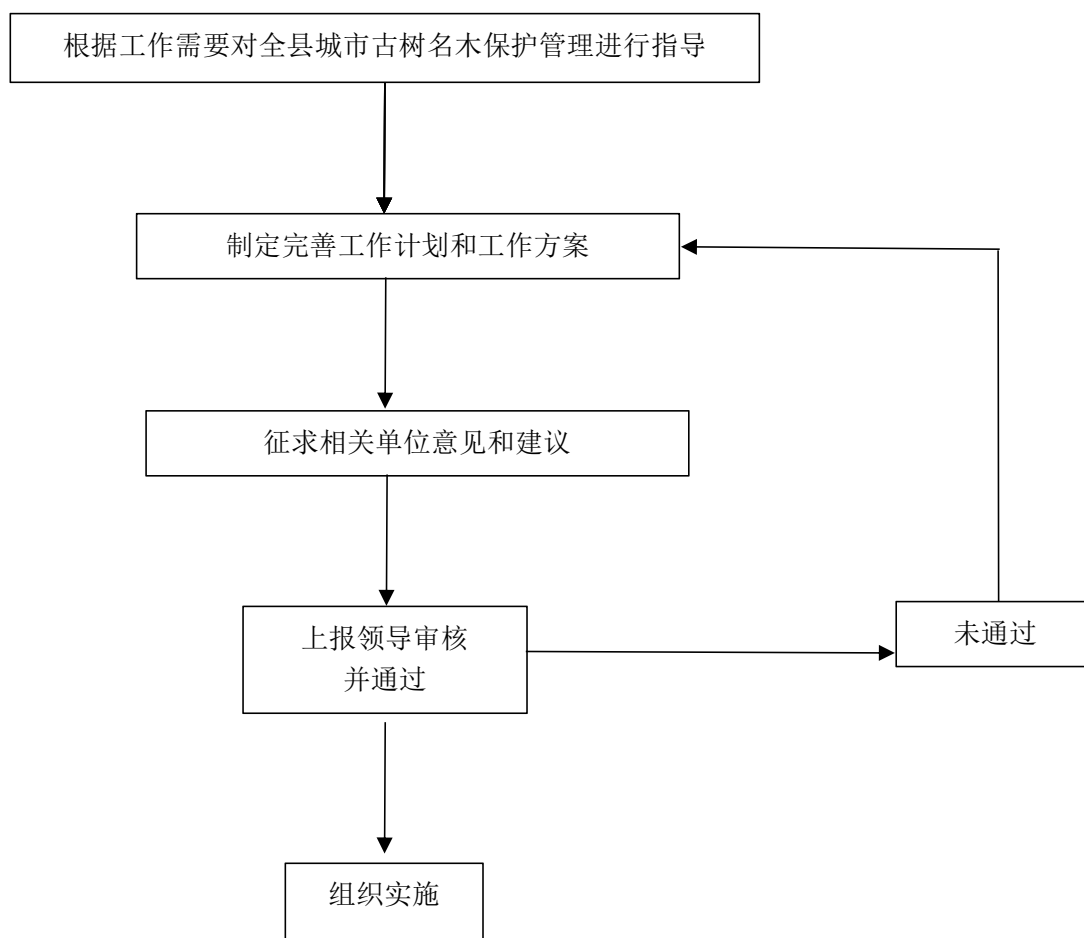 根据工作需要对全县城市古树名木保护管理进行指导
制定完善工作计划和工作方案
征求相关单位意见和建议
上报领导审核
并通过
未通过
组织实施